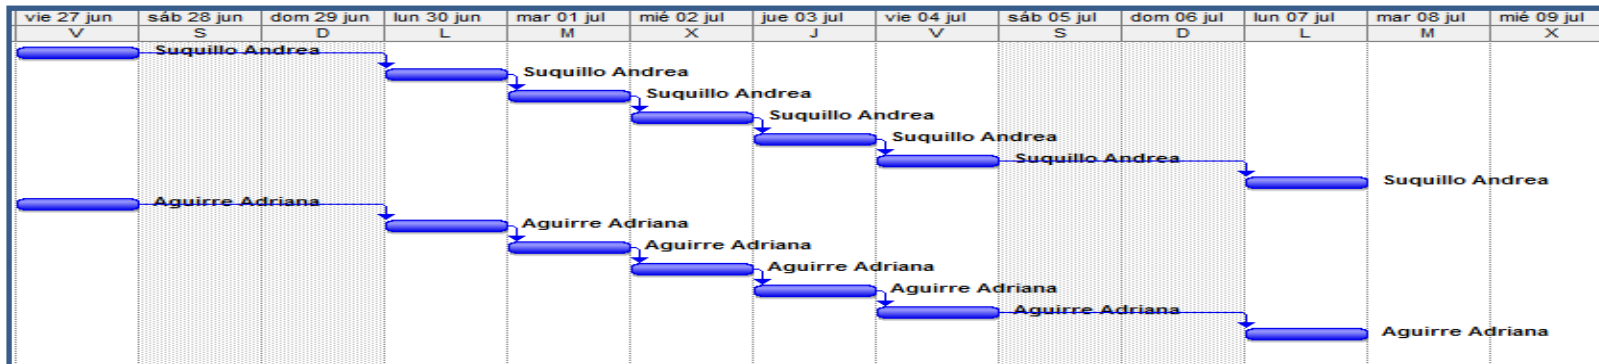 vie 27 jun sáb 28 jun dom 29 jun lun 30 jun mar 01 jul mié 02 jul jue 03 jul vie 04 jul sáb 05 jul dom 06 jul lun 07 jul mar 08 jul mié 09 jul
V S D L M X J V S D L M X
Suquillo Andrea
Suquillo Andrea
Suquillo Andrea
Suquillo Andrea
Suquillo Andrea
Suquillo Andrea
Suquillo Andrea
Aguirre Adriana
Aguirre Adriana
Aguirre Adriana
Aguirre Adriana
Aguirre Adriana
Aguirre Adriana
Aguirre Adriana